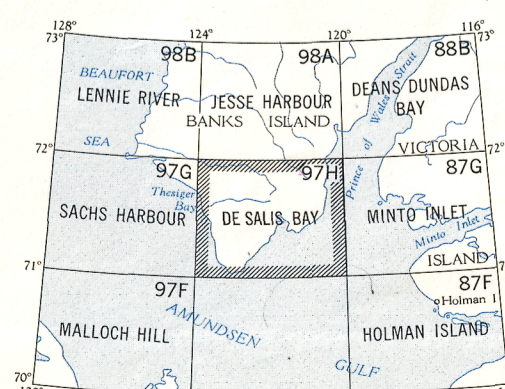 128° 124° 120° 116°
73° 73°
98B 98A 88B
BEAUFORT
LENNIE RIVER
JESSE HARBOUR
DEANS DUNDAS
BAY
BANKS ISLAND
Prince of Wales Strait
SEA
VICTORIA
72° 72°
97G 97H 87G
Thesiger
Bay
SACHS HARBOUR
DE SALIS BAY
MINTO INLET
Minto Inlet
ISLAND
71°
97F 87F
Holman I
AMUNDSEN
MALLOCH HILL
HOLMAN ISLAND
GULF
70°